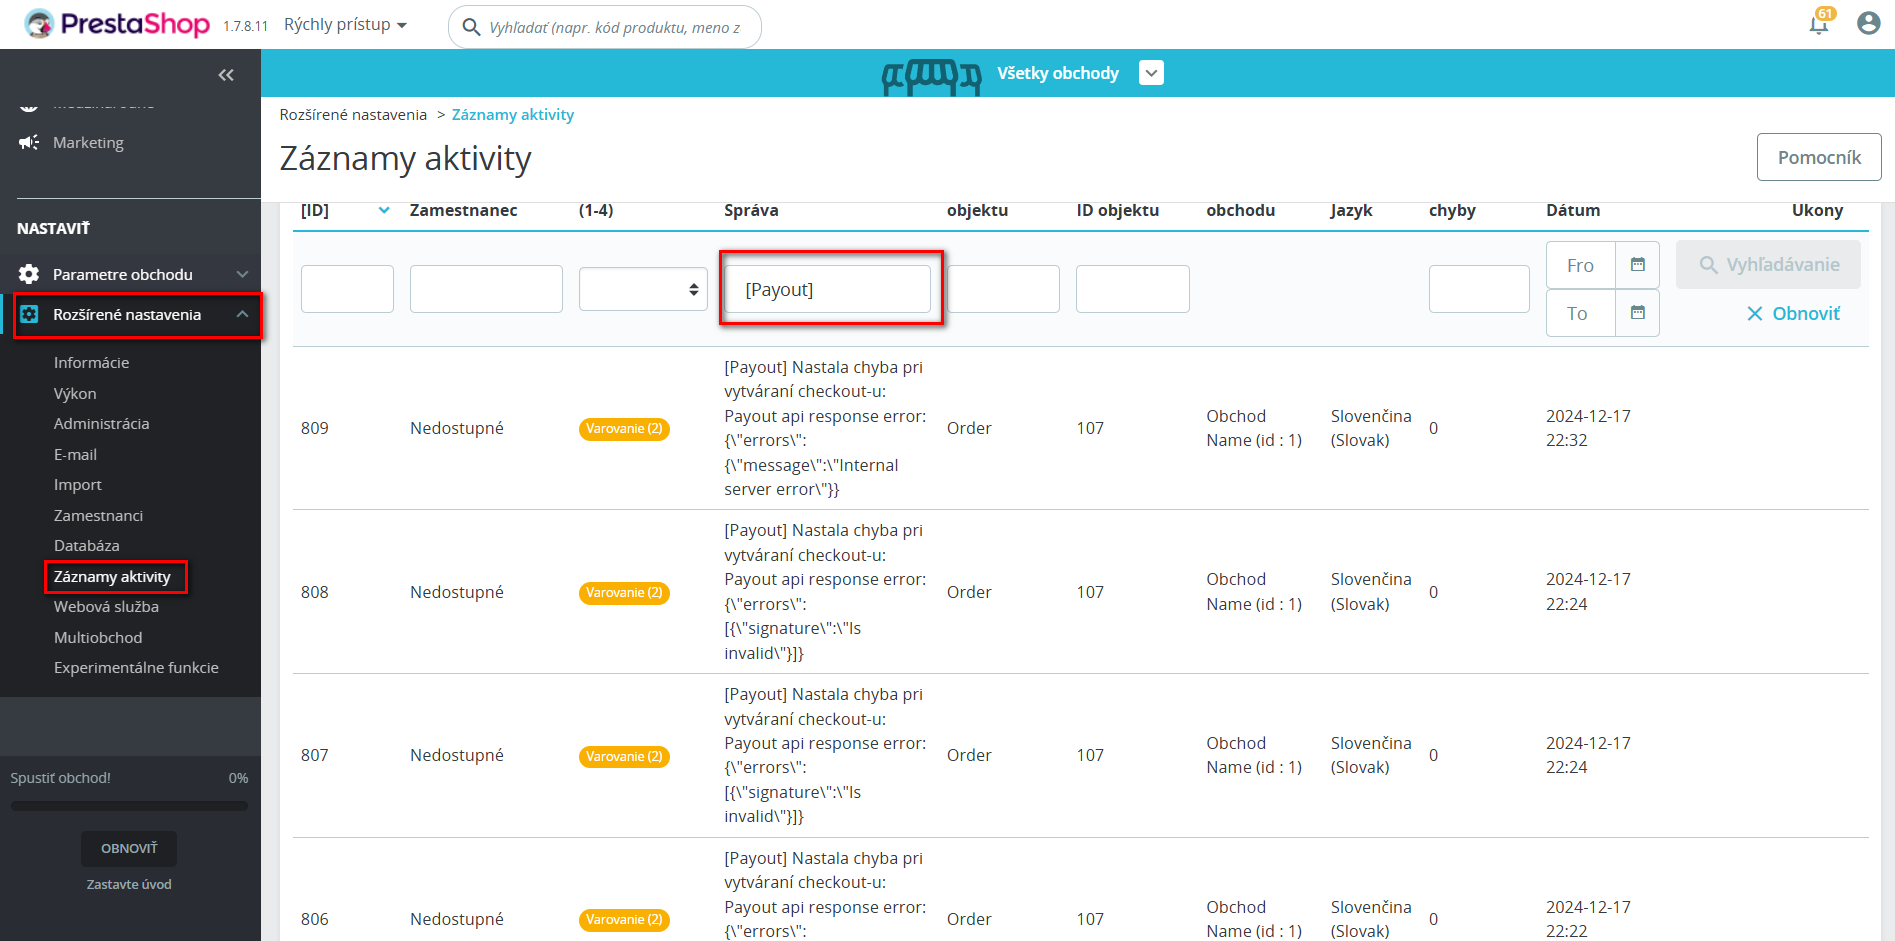 PrestaShop 1.7.8.11 Rýchly prístup
Vyhľadať (napr. kód produktu, meno z
61
Všetky obchody
Marketing
NASTAVIŤ
Parametre obchodu
Rozšírené nastavenia
Informácie
Výkon
Administrácia
E-mail
Import
Zamestnanci
Databáza
Záznamy aktivity
Webová služba
Multiobchod
Experimentálne funkcie
Spustiť obchod! 0%
OBNOVIŤ
Zastavte úvod
Rozšírené nastavenia > Záznamy aktivity
Záznamy aktivity
Pomocník
[ID] Zamestnanec (1-4) Správa objektu ID objektu obchodu Jazyk chyby Dátum Úkony
[Payout]
Fro
To
Vyhľadávanie
Obnoviť
809
Nedostupné
Varovanie (2)
[Payout] Nastala chyba pri
vytváraní checkout-u:
Payout api response error:
{\"errors\":
{\"message\":\"Internal
server error\"}}
Order
107
Obchod
Name (id : 1)
Slovenčina
(Slovak)
0
2024-12-17
22:32
808
Nedostupné
Varovanie (2)
[Payout] Nastala chyba pri
vytváraní checkout-u:
Payout api response error:
{\"errors\":
[{\"signature\":\"Is
invalid\"}]}
Order
107
Obchod
Name (id : 1)
Slovenčina
(Slovak)
0
2024-12-17
22:24
807
Nedostupné
Varovanie (2)
[Payout] Nastala chyba pri
vytváraní checkout-u:
Payout api response error:
{\"errors\":
[{\"signature\":\"Is
invalid\"}]}
Order
107
Obchod
Name (id : 1)
Slovenčina
(Slovak)
0
2024-12-17
22:24
806
Nedostupné
Varovanie (2)
[Payout] Nastala chyba pri
vytváraní checkout-u:
Payout api response error:
{\"errors\":
Order
107
Obchod
Name (id : 1)
Slovenčina
(Slovak)
0
2024-12-17
22:22